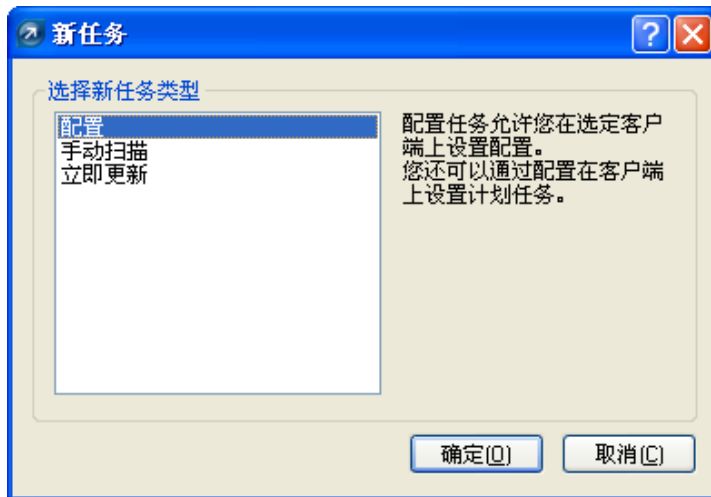 新任务
选择新任务类型
配置
手动扫描
立即更新
配置任务允许您在选定客户
端上设置配置。
您还可以通过配置在客户端
上设置计划任务。
确定(O)
取消(C)